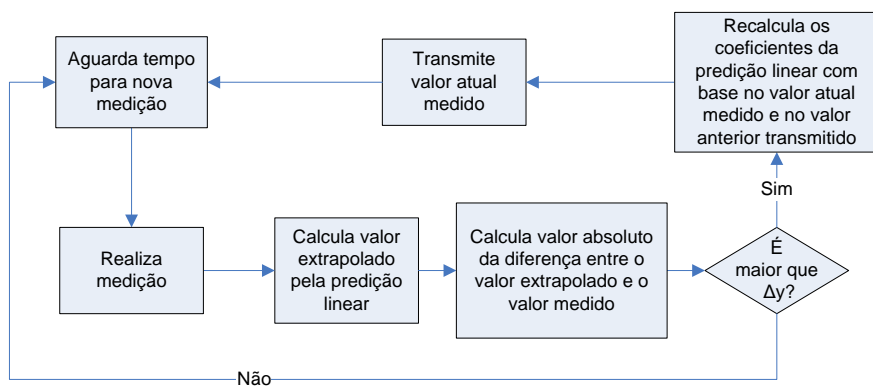 Aguarda tempo
para nova
medição
Transmite
valor atual
medido
Recalcula os
coeficientes da
predição linear com
base no valor atual
medido e no valor
anterior transmitido
Sim
Realiza
medição
Calcula valor
extrapolado
pela predição
linear
Calcula valor absoluto
da diferença entre o
valor extrapolado e o
valor medido
É
maior que
Δy?
Não